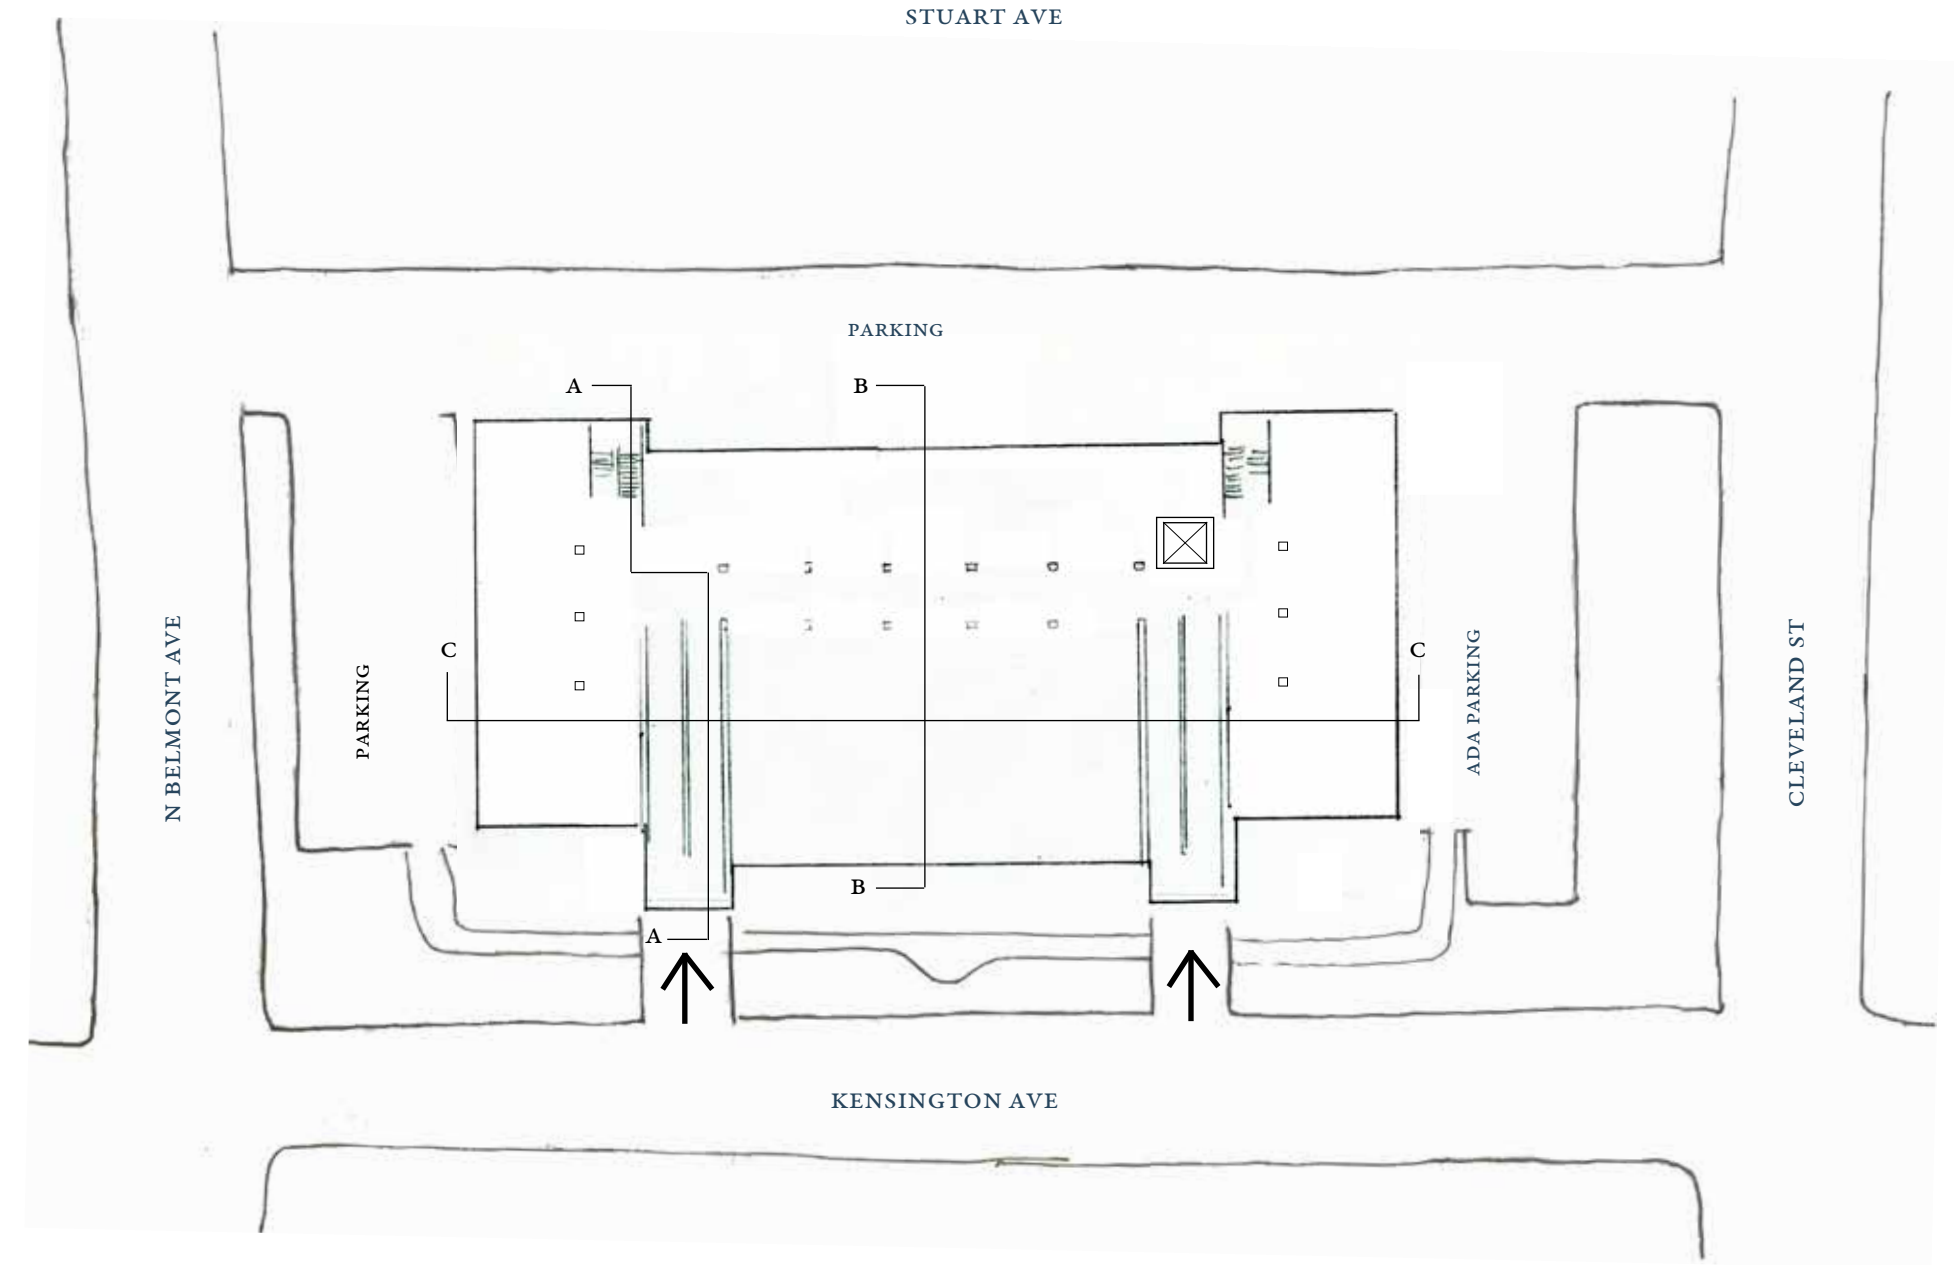 STUART AVE
PARKING
A
B
C
C
N BELMONT AVE
PARKING
ADA PARKING
CLEVELAND ST
B
A
KENSINGTON AVE